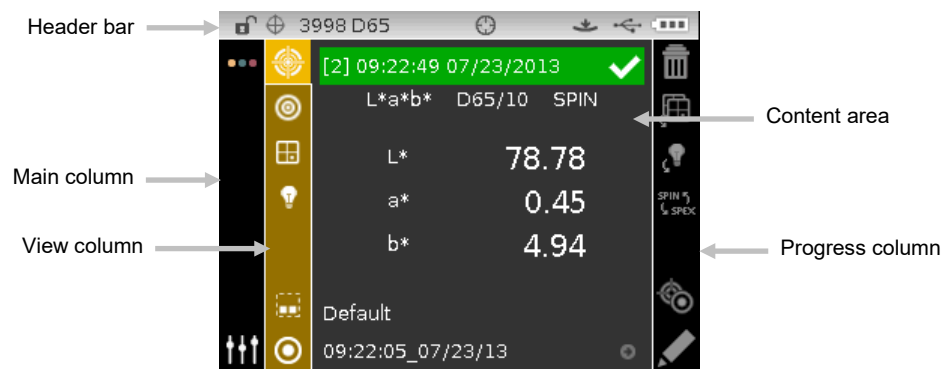 Header bar
3998 D65
[2] 09:22:49 07/23/2013
L*a*b* D65/10 SPIN
Content area
L* 78.78
Main column
a* 0.45
SPIN
SPEX
View column
b* 4.94
Progress column
Default
09:22:05_07/23/13